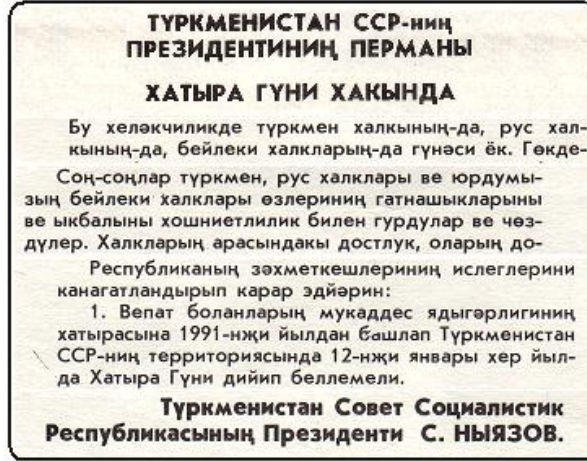 ТҮРКМЕНИСТАН ССР-ниң
ПРЕЗИДЕНТИНИҢ ПЕРМАНЫ
ХАТЫРА ГҮНИ ХАКЫНДА
Бу хеләкчиликде түркмен халкының-да, рус хал-
кының-да, бейлеки халкларың-да гүнәси ёк. Гөкде-
Соң-соңлар түркмен, рус халклары ве юрдумы-
зың бейлеки халклары өзлериниң гатнашыкларыны
ве ыкбалыны хошниетлилик билен гурдулар ве чөз-
дүлер. Халкларың арасындакы достлук, оларың до-
Республиканың зәхметкешлериниң ислеглерини
канагатландырып карар эдйәрин:
1. Вепат боланларың мукаддес ядыгәрлигиниң
хатырасына 1991-нҗи йылдан башлап Түркменистан
ССР-ниң территориясында 12-нҗи январы хер йыл-
да Хатыра Гүни дийип беллемели.
Түркменистан Совет Социалистик
Республикасының Президенти С. НЫЯЗОВ.